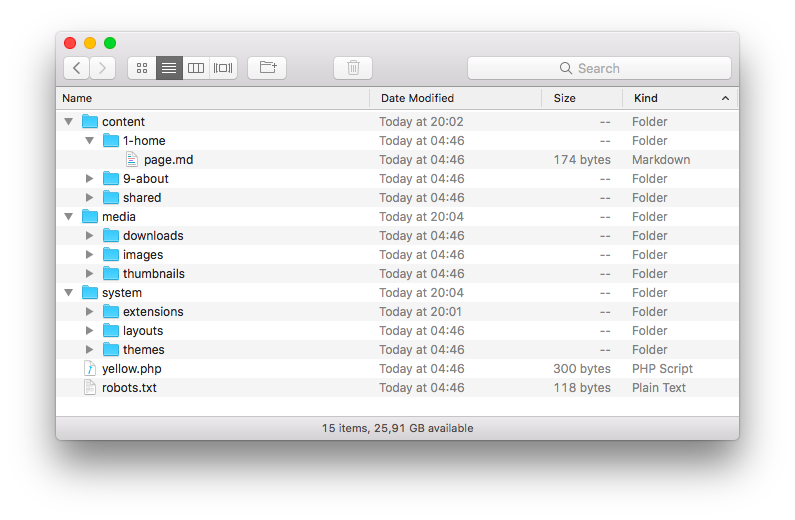 Search
Name Date Modified Size Kind
content Today at 20:02 -- Folder
1-home Today at 04:46 -- Folder
page.md Today at 04:46 174 bytes Markdown
9-about Today at 04:46 -- Folder
shared Today at 04:46 -- Folder
media Today at 20:04 -- Folder
downloads Today at 04:46 -- Folder
images Today at 04:46 -- Folder
thumbnails Today at 04:46 -- Folder
system Today at 20:04 -- Folder
extensions Today at 20:01 -- Folder
layouts Today at 04:46 -- Folder
themes Today at 04:46 -- Folder
yellow.php Today at 04:46 300 bytes PHP Script
robots.txt Today at 04:46 118 bytes Plain Text
15 items, 25,91 GB available